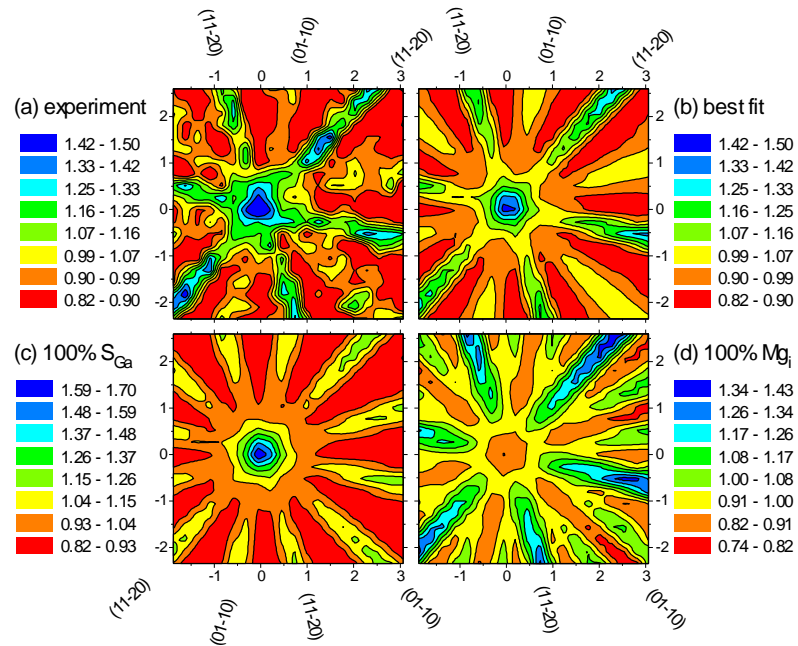 (11-20) (01-10) (11-20) (11-20) (01-10) (11-20)
-1 0 1 2 3 -1 0 1 2 3
(a) experiment
1.42 - 1.50
1.33 - 1.42
1.25 - 1.33
1.16 - 1.25
1.07 - 1.16
0.99 - 1.07
0.90 - 0.99
0.82 - 0.90
2
1
0
-1
-2
2
1
0
-1
-2
(b) best fit
1.42 - 1.50
1.33 - 1.42
1.25 - 1.33
1.16 - 1.25
1.07 - 1.16
0.99 - 1.07
0.90 - 0.99
0.82 - 0.90
(c) 100% S_Ga
1.59 - 1.70
1.48 - 1.59
1.37 - 1.48
1.26 - 1.37
1.15 - 1.26
1.04 - 1.15
0.93 - 1.04
0.82 - 0.93
2
1
0
-1
-2
2
1
0
-1
-2
(d) 100% Mg_i
1.34 - 1.43
1.26 - 1.34
1.17 - 1.26
1.08 - 1.17
1.00 - 1.08
0.91 - 1.00
0.82 - 0.91
0.74 - 0.82
-1 0 1 2 3 -1 0 1 2 3
(11-20) (01-10) (11-20) (01-10) (11-20) (01-10)